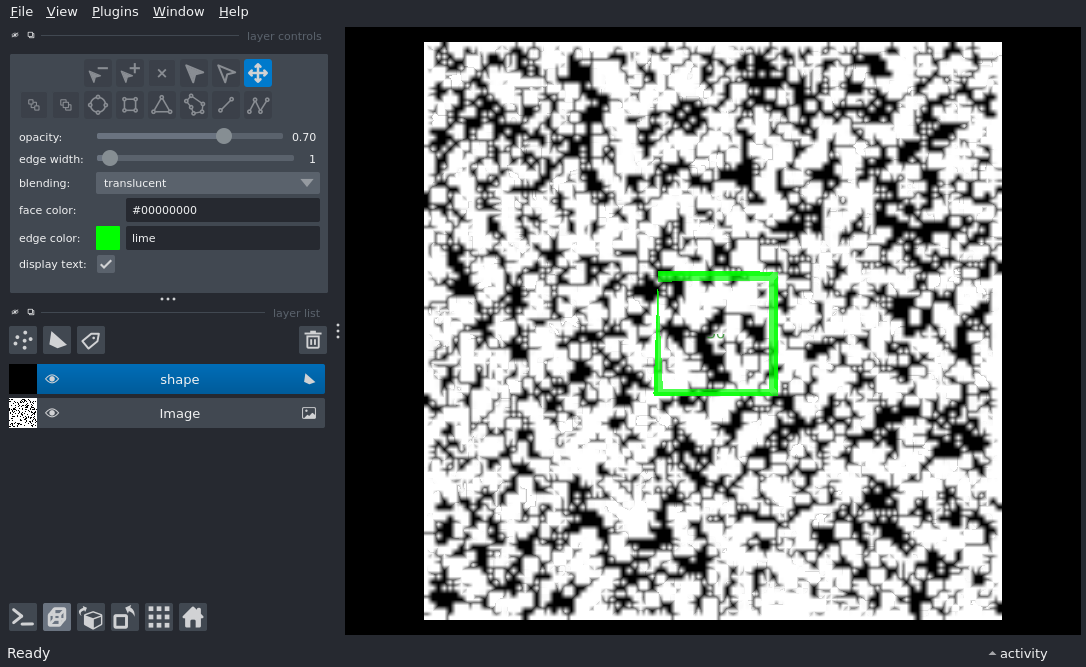 File View Plugins Window Help
layer controls
opacity: 0.70
edge width: 1
blending: translucent
face color: #00000000
edge color: lime
display text:
layer list
shape
Image
Ready
activity